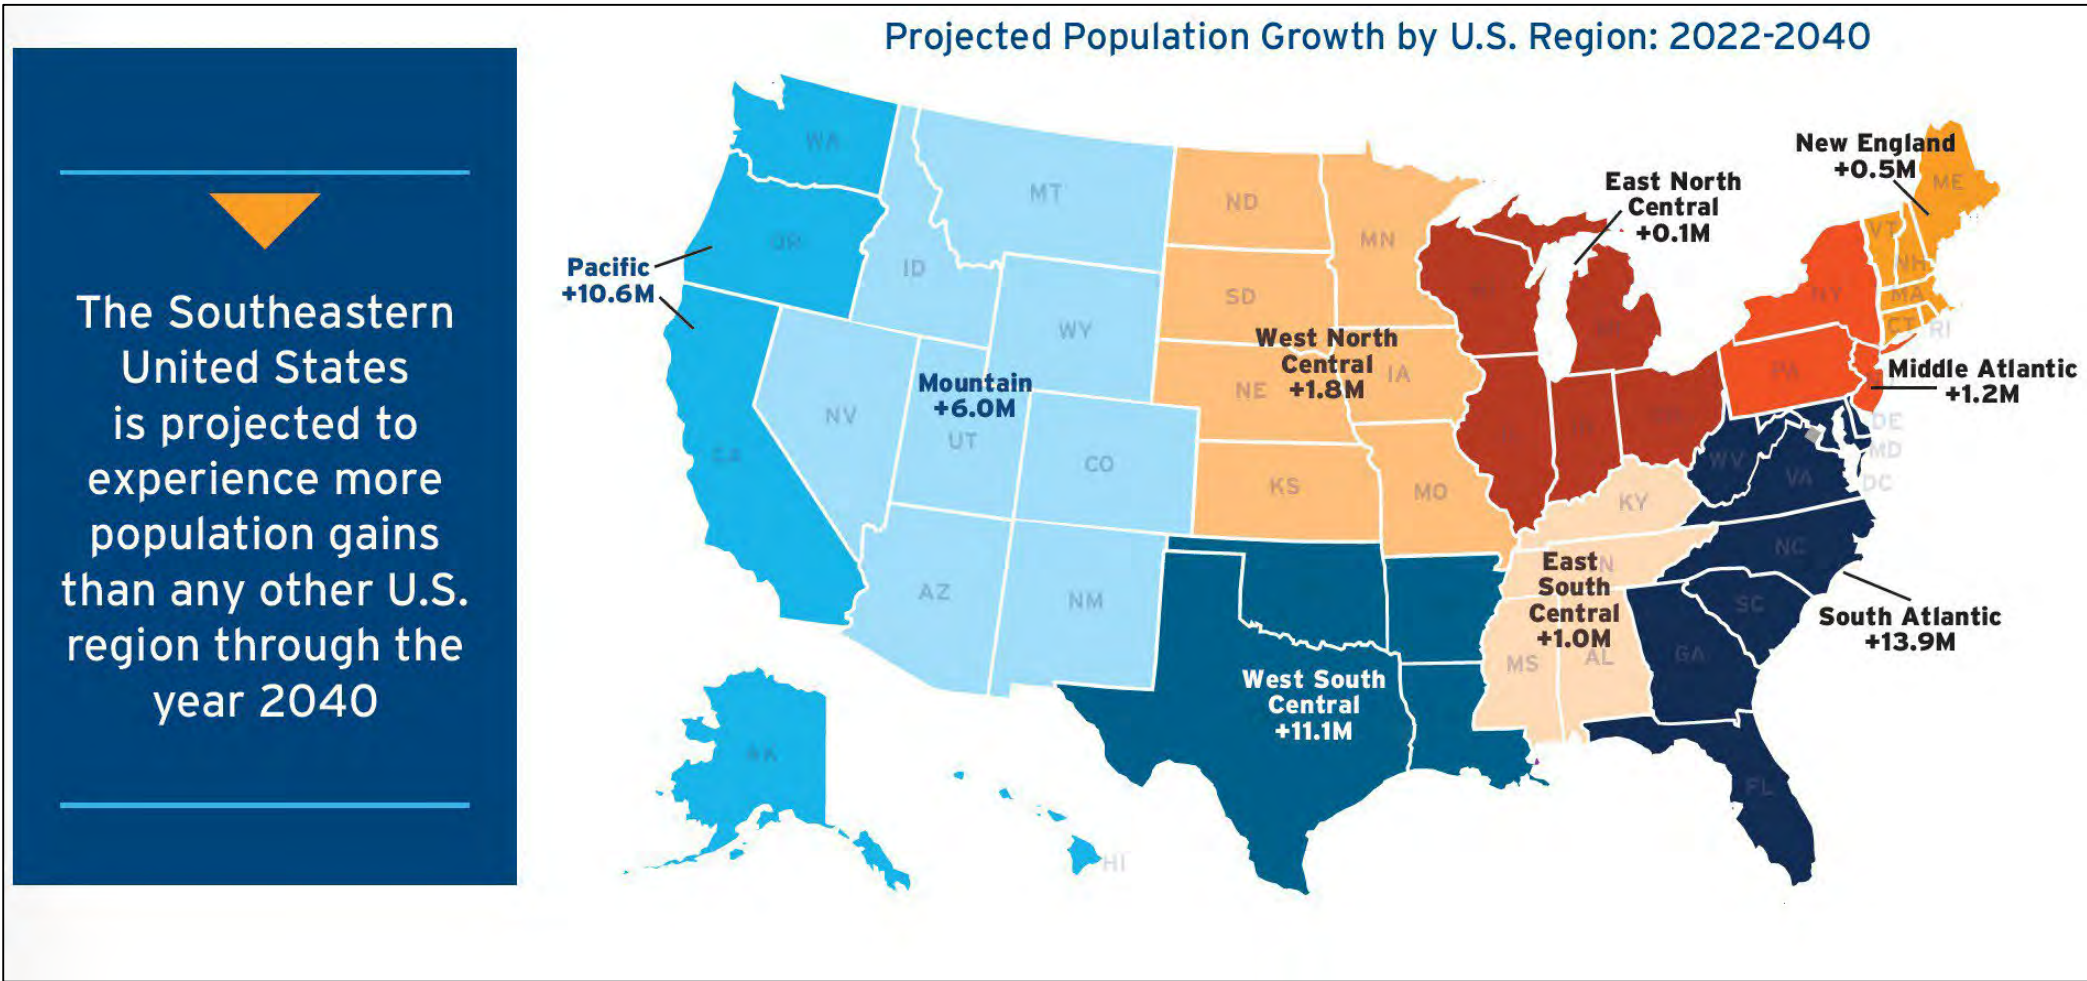 Projected Population Growth by U.S. Region: 2022-2040
The Southeastern
United States
is projected to
experience more
population gains
than any other U.S.
region through the
year 2040
Pacific
+10.6M
Mountain
+6.0M
West North
Central
+1.8M
East North
Central
+0.1M
New England
+0.5M
Middle Atlantic
+1.2M
South Atlantic
+13.9M
East
South
Central
+1.0M
West South
Central
+11.1M
WA
OR
CA
AK
HI
MT
ID
WY
NV
UT
CO
AZ
NM
ND
SD
NE
KS
MN
IA
MO
KY
MS
AL
ME
VT
NH
MA
CT
RI
NY
PA
DE
MD
DC
WV
VA
NC
SC
GA
FL